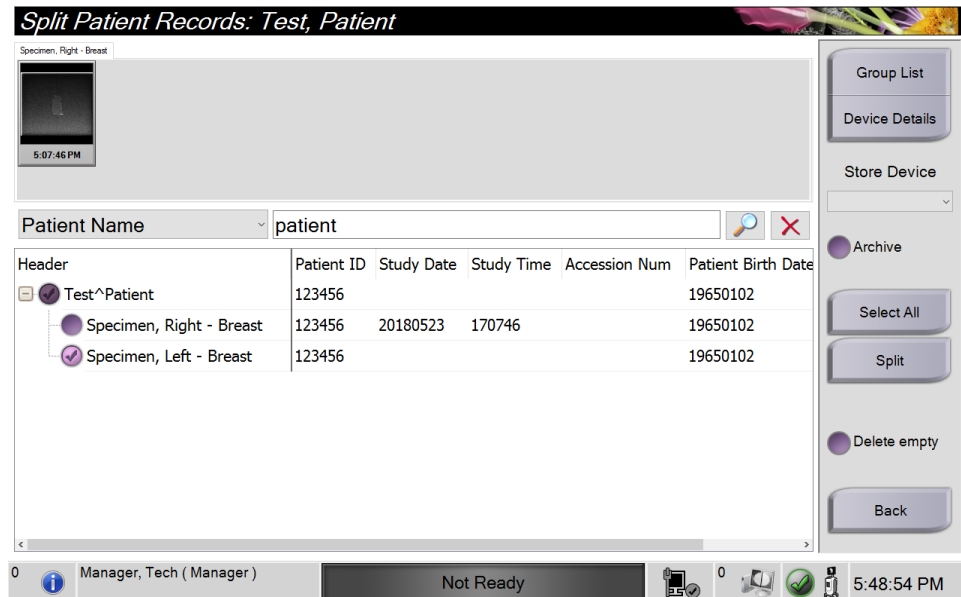 Split Patient Records: Test, Patient
Specimen, Right - Breast
5:07:46 PM
Group List
Device Details
Store Device
Patient Name patient
Archive
Header Patient ID Study Date Study Time Accession Num Patient Birth Date
Test^Patient 123456 19650102
Specimen, Right - Breast 123456 20180523 170746 19650102
Specimen, Left - Breast 123456 19650102
Select All
Split
Delete empty
Back
0 Manager, Tech ( Manager ) Not Ready 0 5:48:54 PM